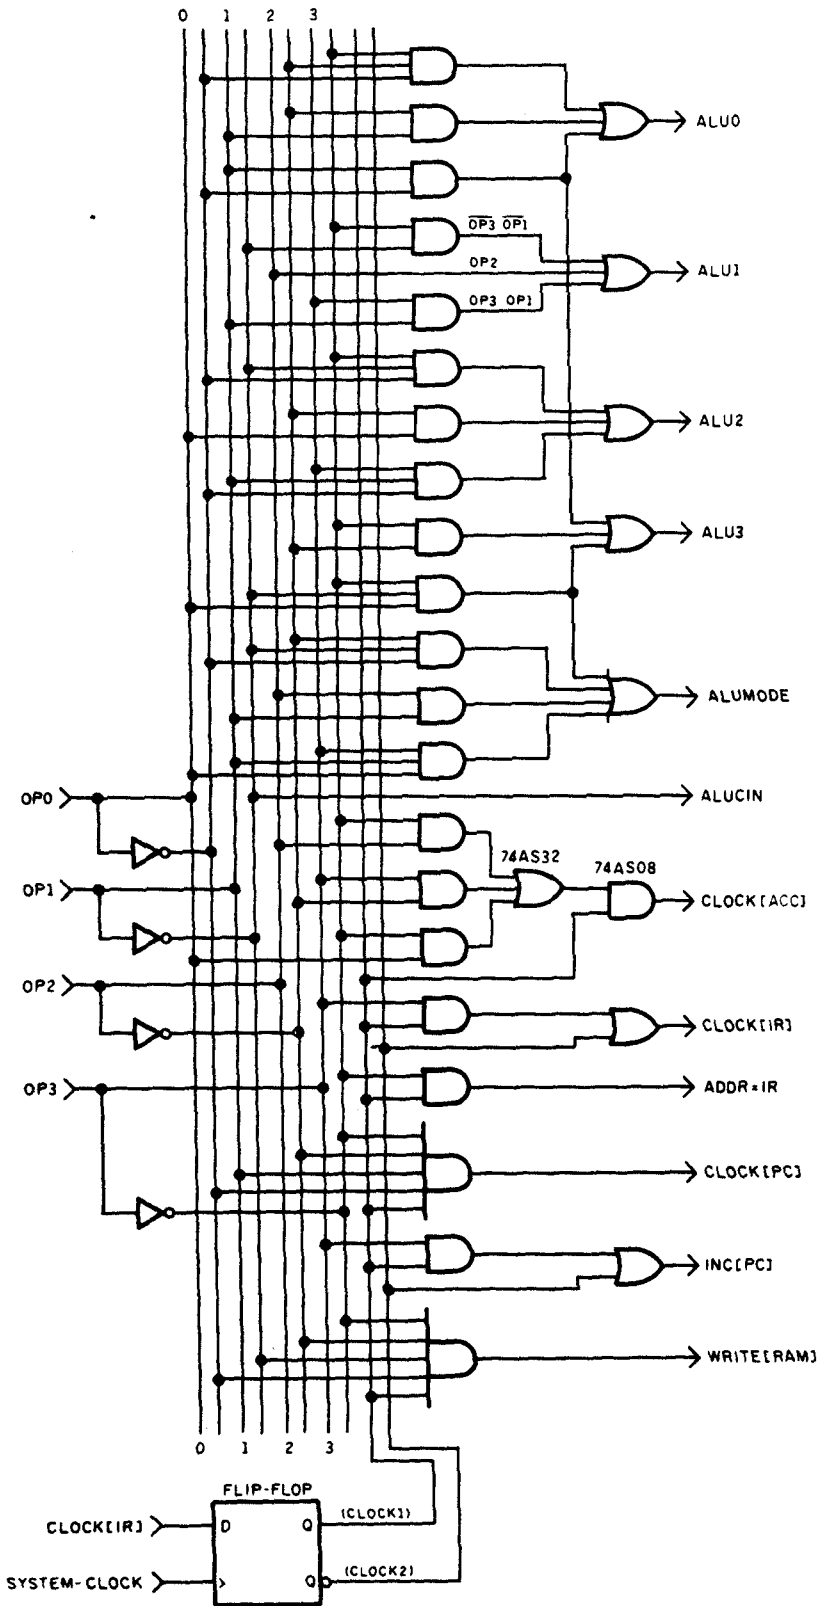 0 1 2 3
ALU0
OP3 OP1
OP2
ALU1
OP3 OP1
ALU2
ALU3
ALUMODE
OP0
ALUCIN
74AS32
74AS08
OP1
CLOCK[ACC]
OP2
CLOCK[IR]
OP3
ADDR=IR
CLOCK[PC]
INC[PC]
WRITE[RAM]
0 1 2 3
FLIP-FLOP
CLOCK[IR]
D
Q
(CLOCK1)
SYSTEM-CLOCK
>
Q
(CLOCK2)